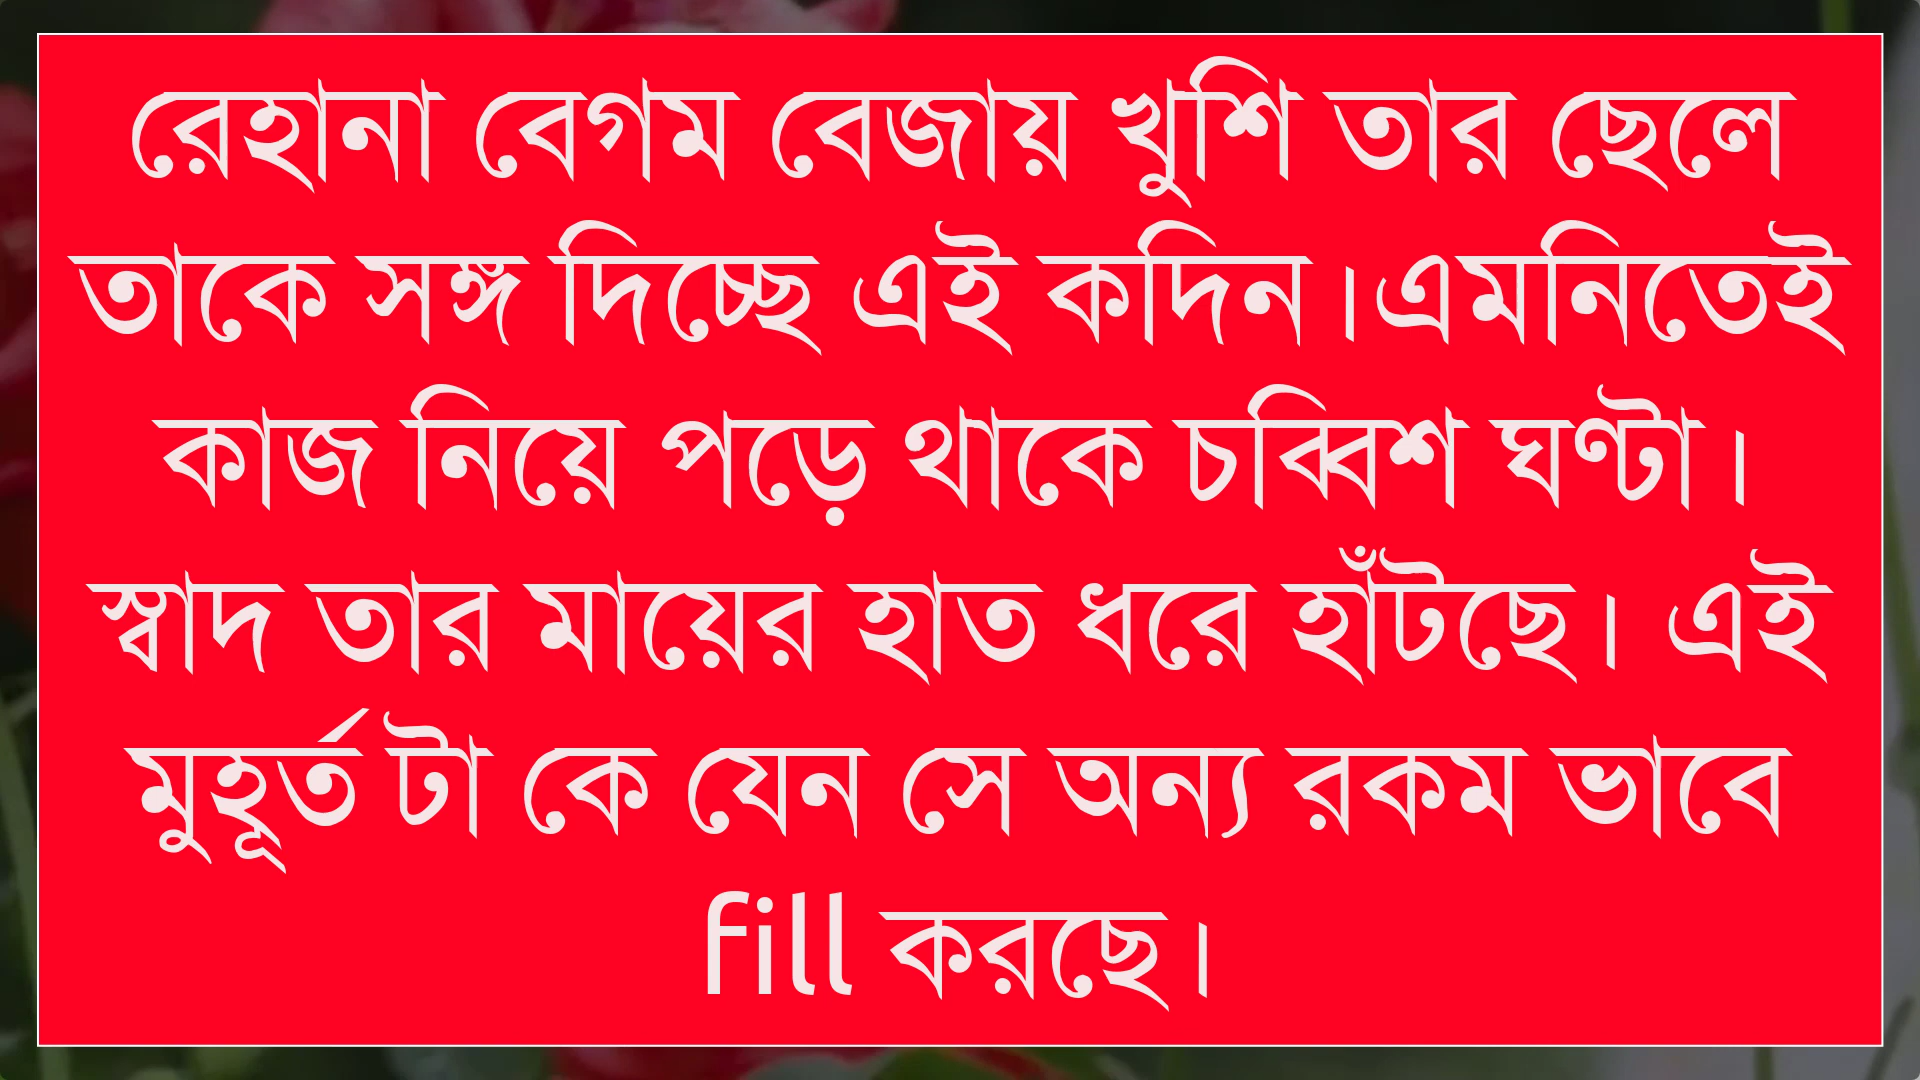 রেহানা বেগম বেজায় খুশি তার ছেলে
তাকে সঙ্গ দিচ্ছে এই কদিন।এমনিতেই
কাজ নিয়ে পড়ে থাকে চব্বিশ ঘণ্টা।
স্বাদ তার মায়ের হাত ধরে হাঁটছে। এই
মুহূর্ত টা কে যেন সে অন্য রকম ভাবে
fill করছে।